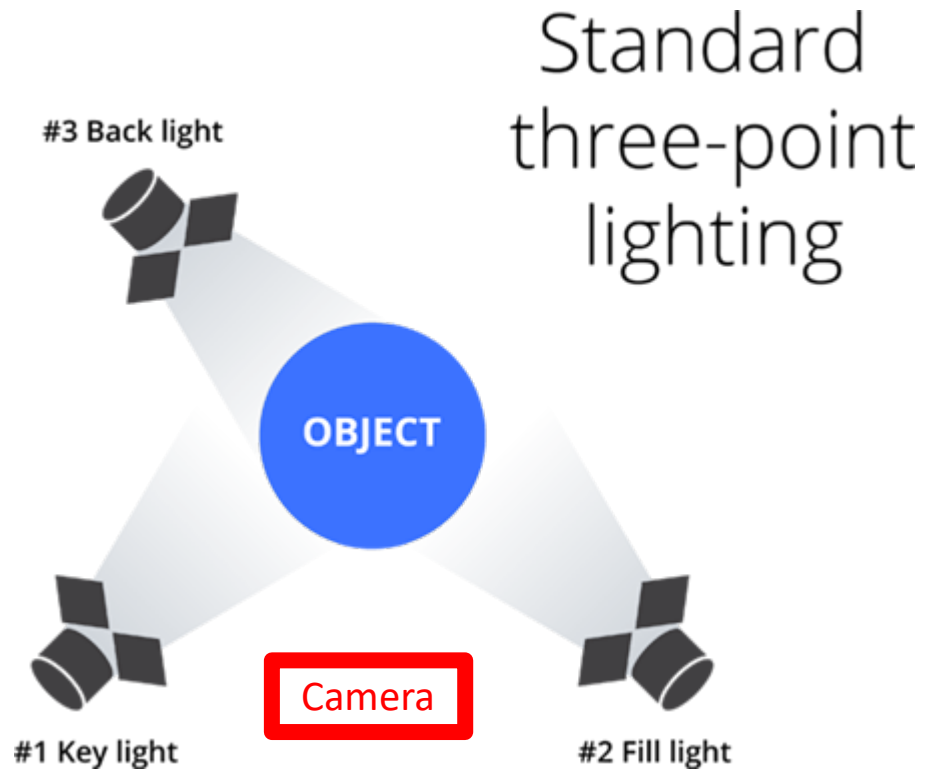 Standard
three-point
lighting
#3 Back light
OBJECT
Camera
#1 Key light
#2 Fill light